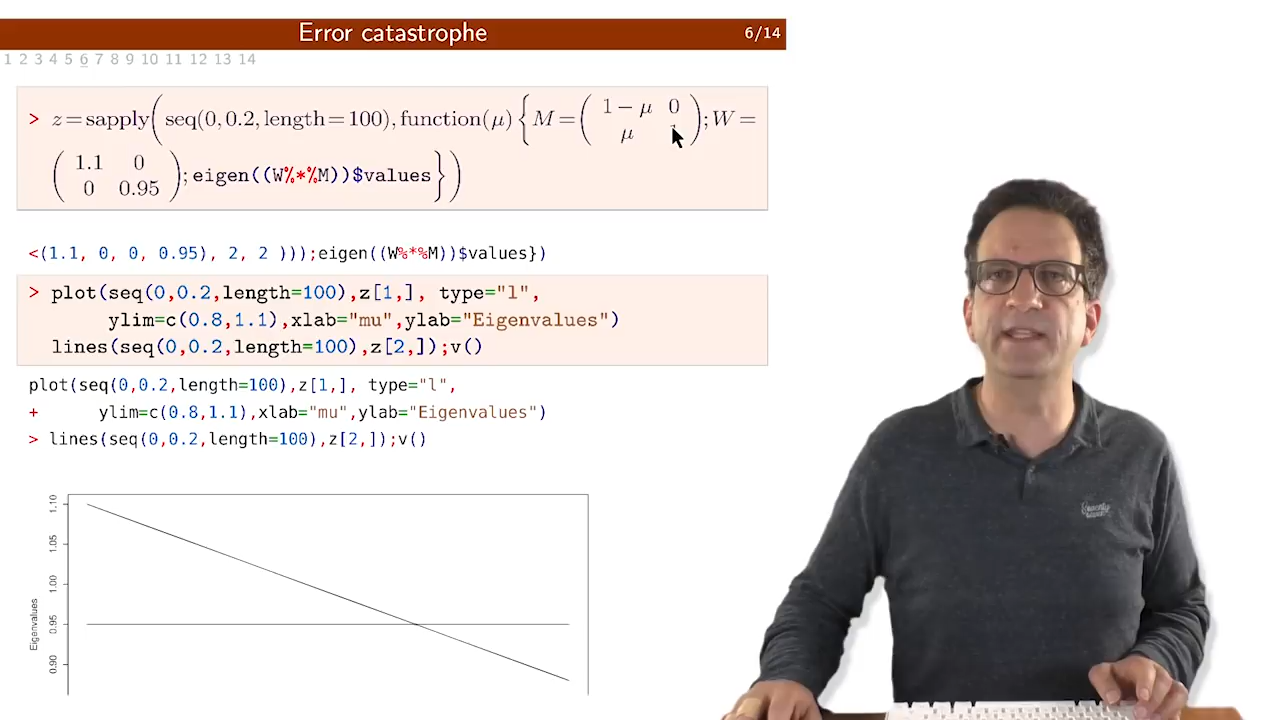 Error catastrophe 6/14
1 2 3 4 5 6 7 8 9 10 11 12 13 14
> z=sapply(seq(0,0.2,length=100),function(μ){M=(1−μ 0
μ );W=
(1.1 0
0 0.95);eigen((W%*%M))$values})
<(1.1, 0, 0, 0.95), 2, 2 )));eigen((W%*%M))$values})
> plot(seq(0,0.2,length=100),z[1,], type="l",
ylim=c(0.8,1.1),xlab="mu",ylab="Eigenvalues")
lines(seq(0,0.2,length=100),z[2,]);v()
plot(seq(0,0.2,length=100),z[1,], type="l",
+ ylim=c(0.8,1.1),xlab="mu",ylab="Eigenvalues")
> lines(seq(0,0.2,length=100),z[2,]);v()
1.10
1.05
1.00
0.95
0.90
Eigenvalues